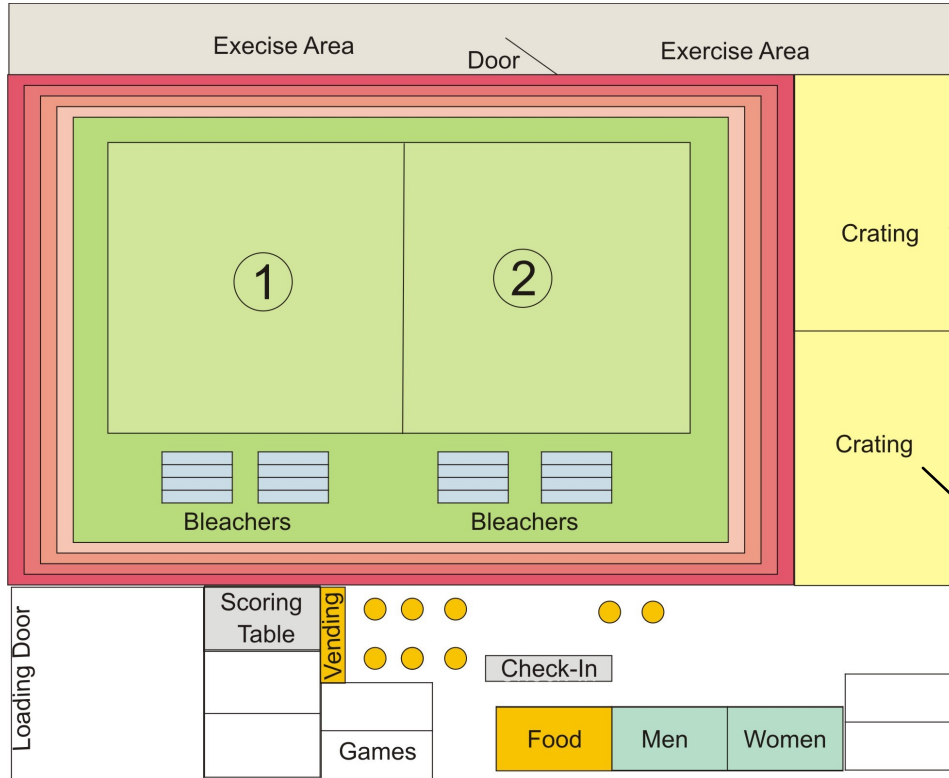 Execise Area
Door
Exercise Area
Crating
1
2
Crating
Bleachers
Bleachers
Loading Door
Scoring
Table
Vending
Check-In
Games
Food
Men
Women